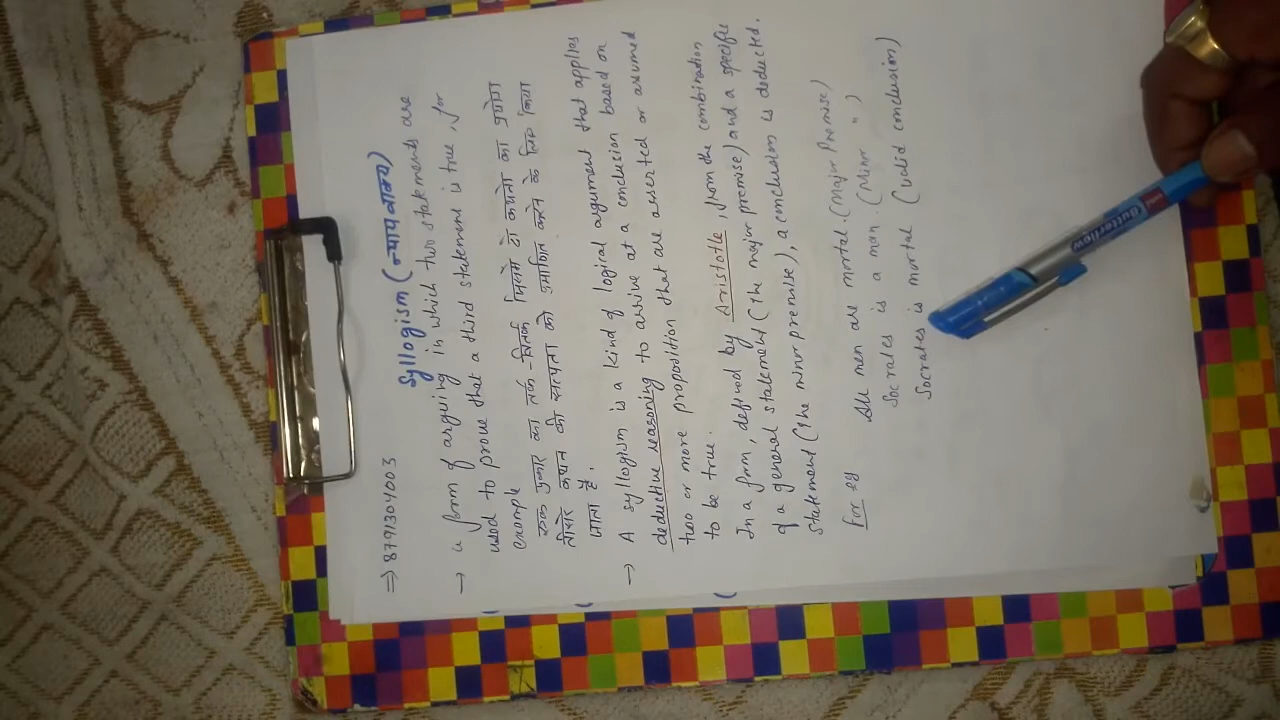 ⇒ 8791304003
Syllogism (न्यायवाक्य)
→ a form of arguing in which two statements are
used to prove that a third statement is true, for
example
एक प्रकार का तर्क-वितर्क जिसमे दो कथनो का प्रयोग
तीसरे कथन की सत्यता को प्रमाणित करने के लिए किया
जाता है.
→ A syllogism is a kind of logical argument that applies
deductive reasoning to arrive at a conclusion based on
two or more proposition that are asserted or assumed
to be true.
In a form, defined by Aristotle, from the combination
of a general statement (the major premise) and a specific
statement (the minor premise), a conclusion is deducted.
For eg All men are mortal. (Major Premise)
Socrates is a man. (Minor " )
Socrates is mortal (valid conclusion)
Butterflow